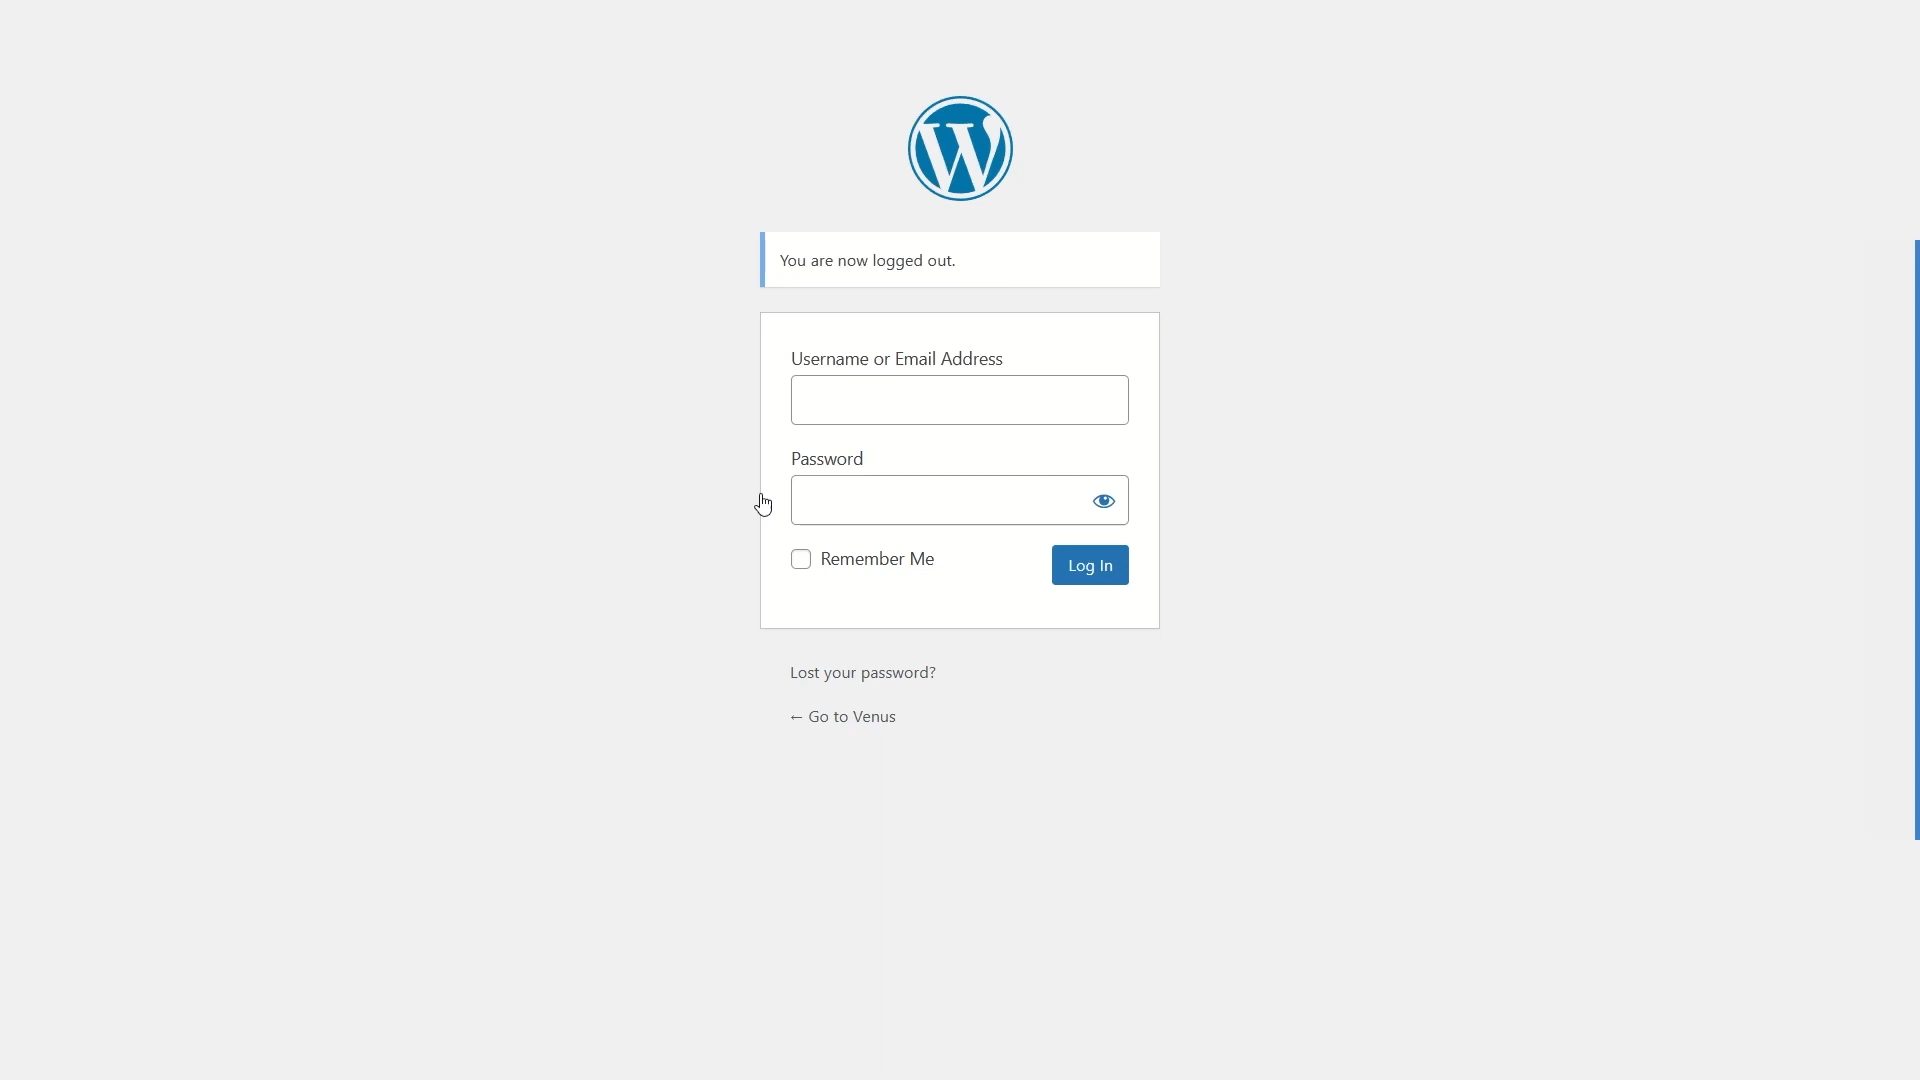 You are now logged out.
Username or Email Address
Password
Remember Me
Log In
Lost your password?
← Go to Venus